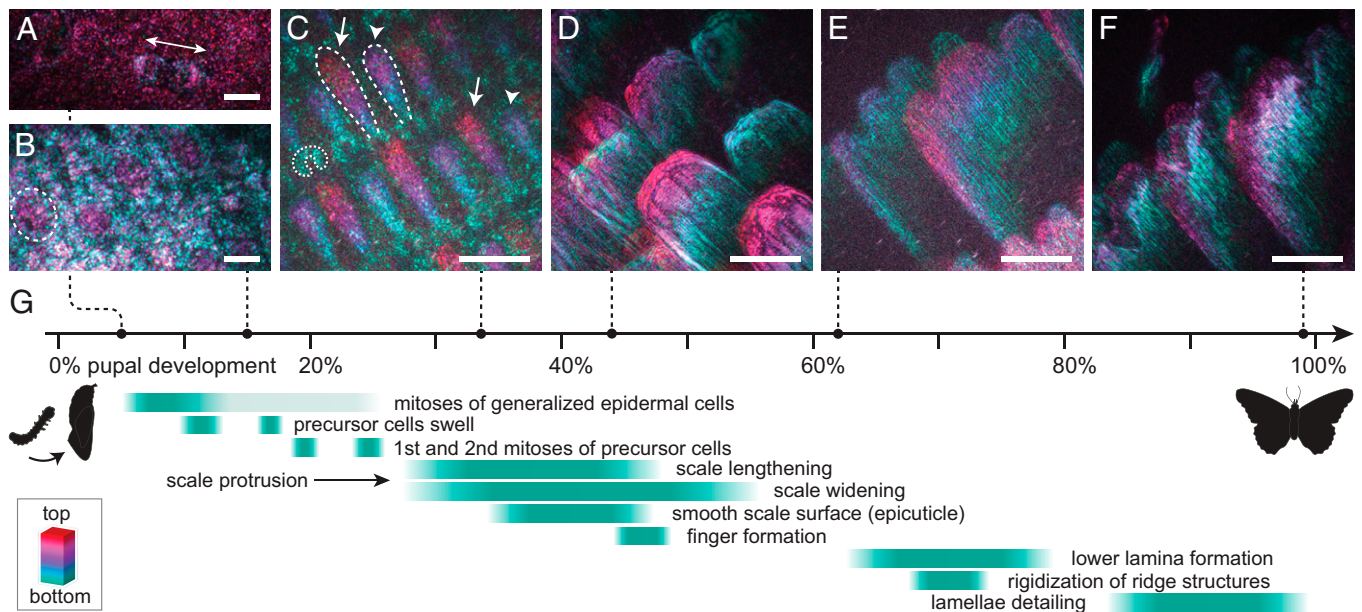 A
B
C
D
E
F
G
0% pupal development
20%
40%
60%
80%
100%
mitoses of generalized epidermal cells
precursor cells swell
1st and 2nd mitoses of precursor cells
scale protrusion
scale lengthening
scale widening
smooth scale surface (epicuticle)
finger formation
lower lamina formation
rigidization of ridge structures
lamellae detailing
top
bottom